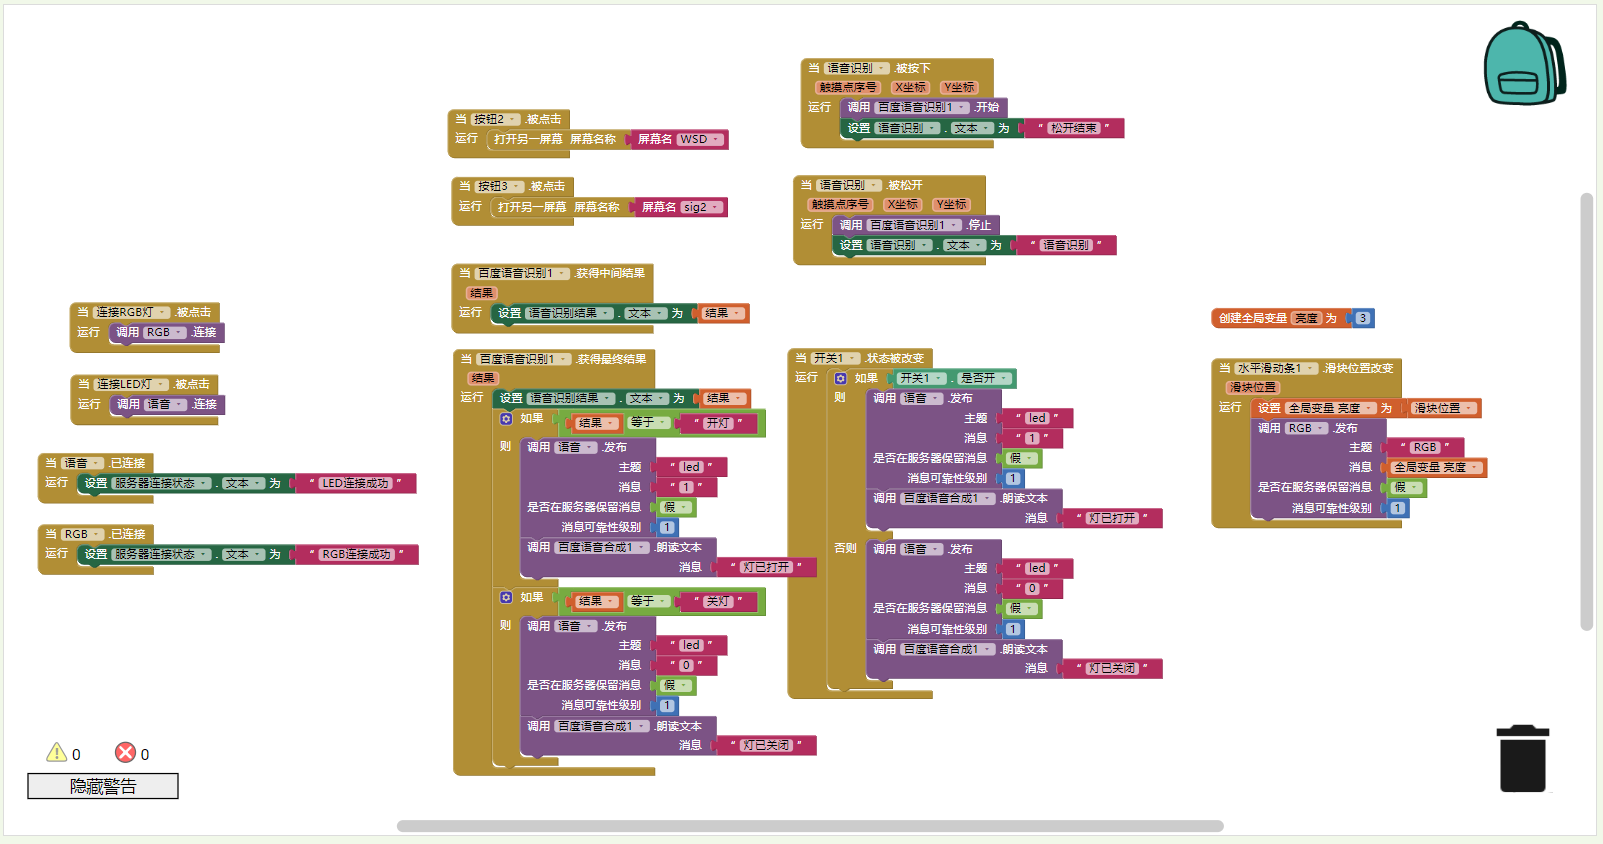 当 连接RGB灯 .被点击
运行 调用 RGB .连接
当 连接LED灯 .被点击
运行 调用 语音 .连接
当 语音 .已连接
运行 设置 服务器连接状态 . 文本 为 “ LED连接成功 ”
当 RGB .已连接
运行 设置 服务器连接状态 . 文本 为 “ RGB连接成功 ”
0 0
隐藏警告
当 按钮2 .被点击
运行 打开另一屏幕 屏幕名称 屏幕名 WSD
当 按钮3 .被点击
运行 打开另一屏幕 屏幕名称 屏幕名 sig2
当 百度语音识别1 .获得中间结果
结果
运行 设置 语音识别结果 . 文本 为 结果
当 百度语音识别1 .获得最终结果
结果
运行 设置 语音识别结果 . 文本 为 结果
如果 结果 等于 “ 开灯 ”
则 调用 语音 .发布
主题 “ led ”
消息 “ 1 ”
是否在服务器保留消息 假
消息可靠性级别 1
调用 百度语音合成1 .朗读文本
消息 “ 灯已打开 ”
如果 结果 等于 “ 关灯 ”
则 调用 语音 .发布
主题 “ led ”
消息 “ 0 ”
是否在服务器保留消息 假
消息可靠性级别 1
调用 百度语音合成1 .朗读文本
消息 “ 灯已关闭 ”
当 语音识别 .被按下
触摸点序号 X坐标 Y坐标
运行 调用 百度语音识别1 .开始
设置 语音识别 . 文本 为 “ 松开结束 ”
当 语音识别 .被松开
触摸点序号 X坐标 Y坐标
运行 调用 百度语音识别1 .停止
设置 语音识别 . 文本 为 “ 语音识别 ”
当 开关1 .状态被改变
运行 如果 开关1 . 是否开
则 调用 语音 .发布
主题 “ led ”
消息 “ 1 ”
是否在服务器保留消息 假
消息可靠性级别 1
调用 百度语音合成1 .朗读文本
消息 “ 灯已打开 ”
否则 调用 语音 .发布
主题 “ led ”
消息 “ 0 ”
是否在服务器保留消息 假
消息可靠性级别 1
调用 百度语音合成1 .朗读文本
消息 “ 灯已关闭 ”
创建全局变量 亮度 为 3
当 水平滑动条1 .滑块位置改变
滑块位置
运行 设置 全局变量 亮度 为 滑块位置
调用 RGB .发布
主题 “ RGB ”
消息 全局变量 亮度
是否在服务器保留消息 假
消息可靠性级别 1